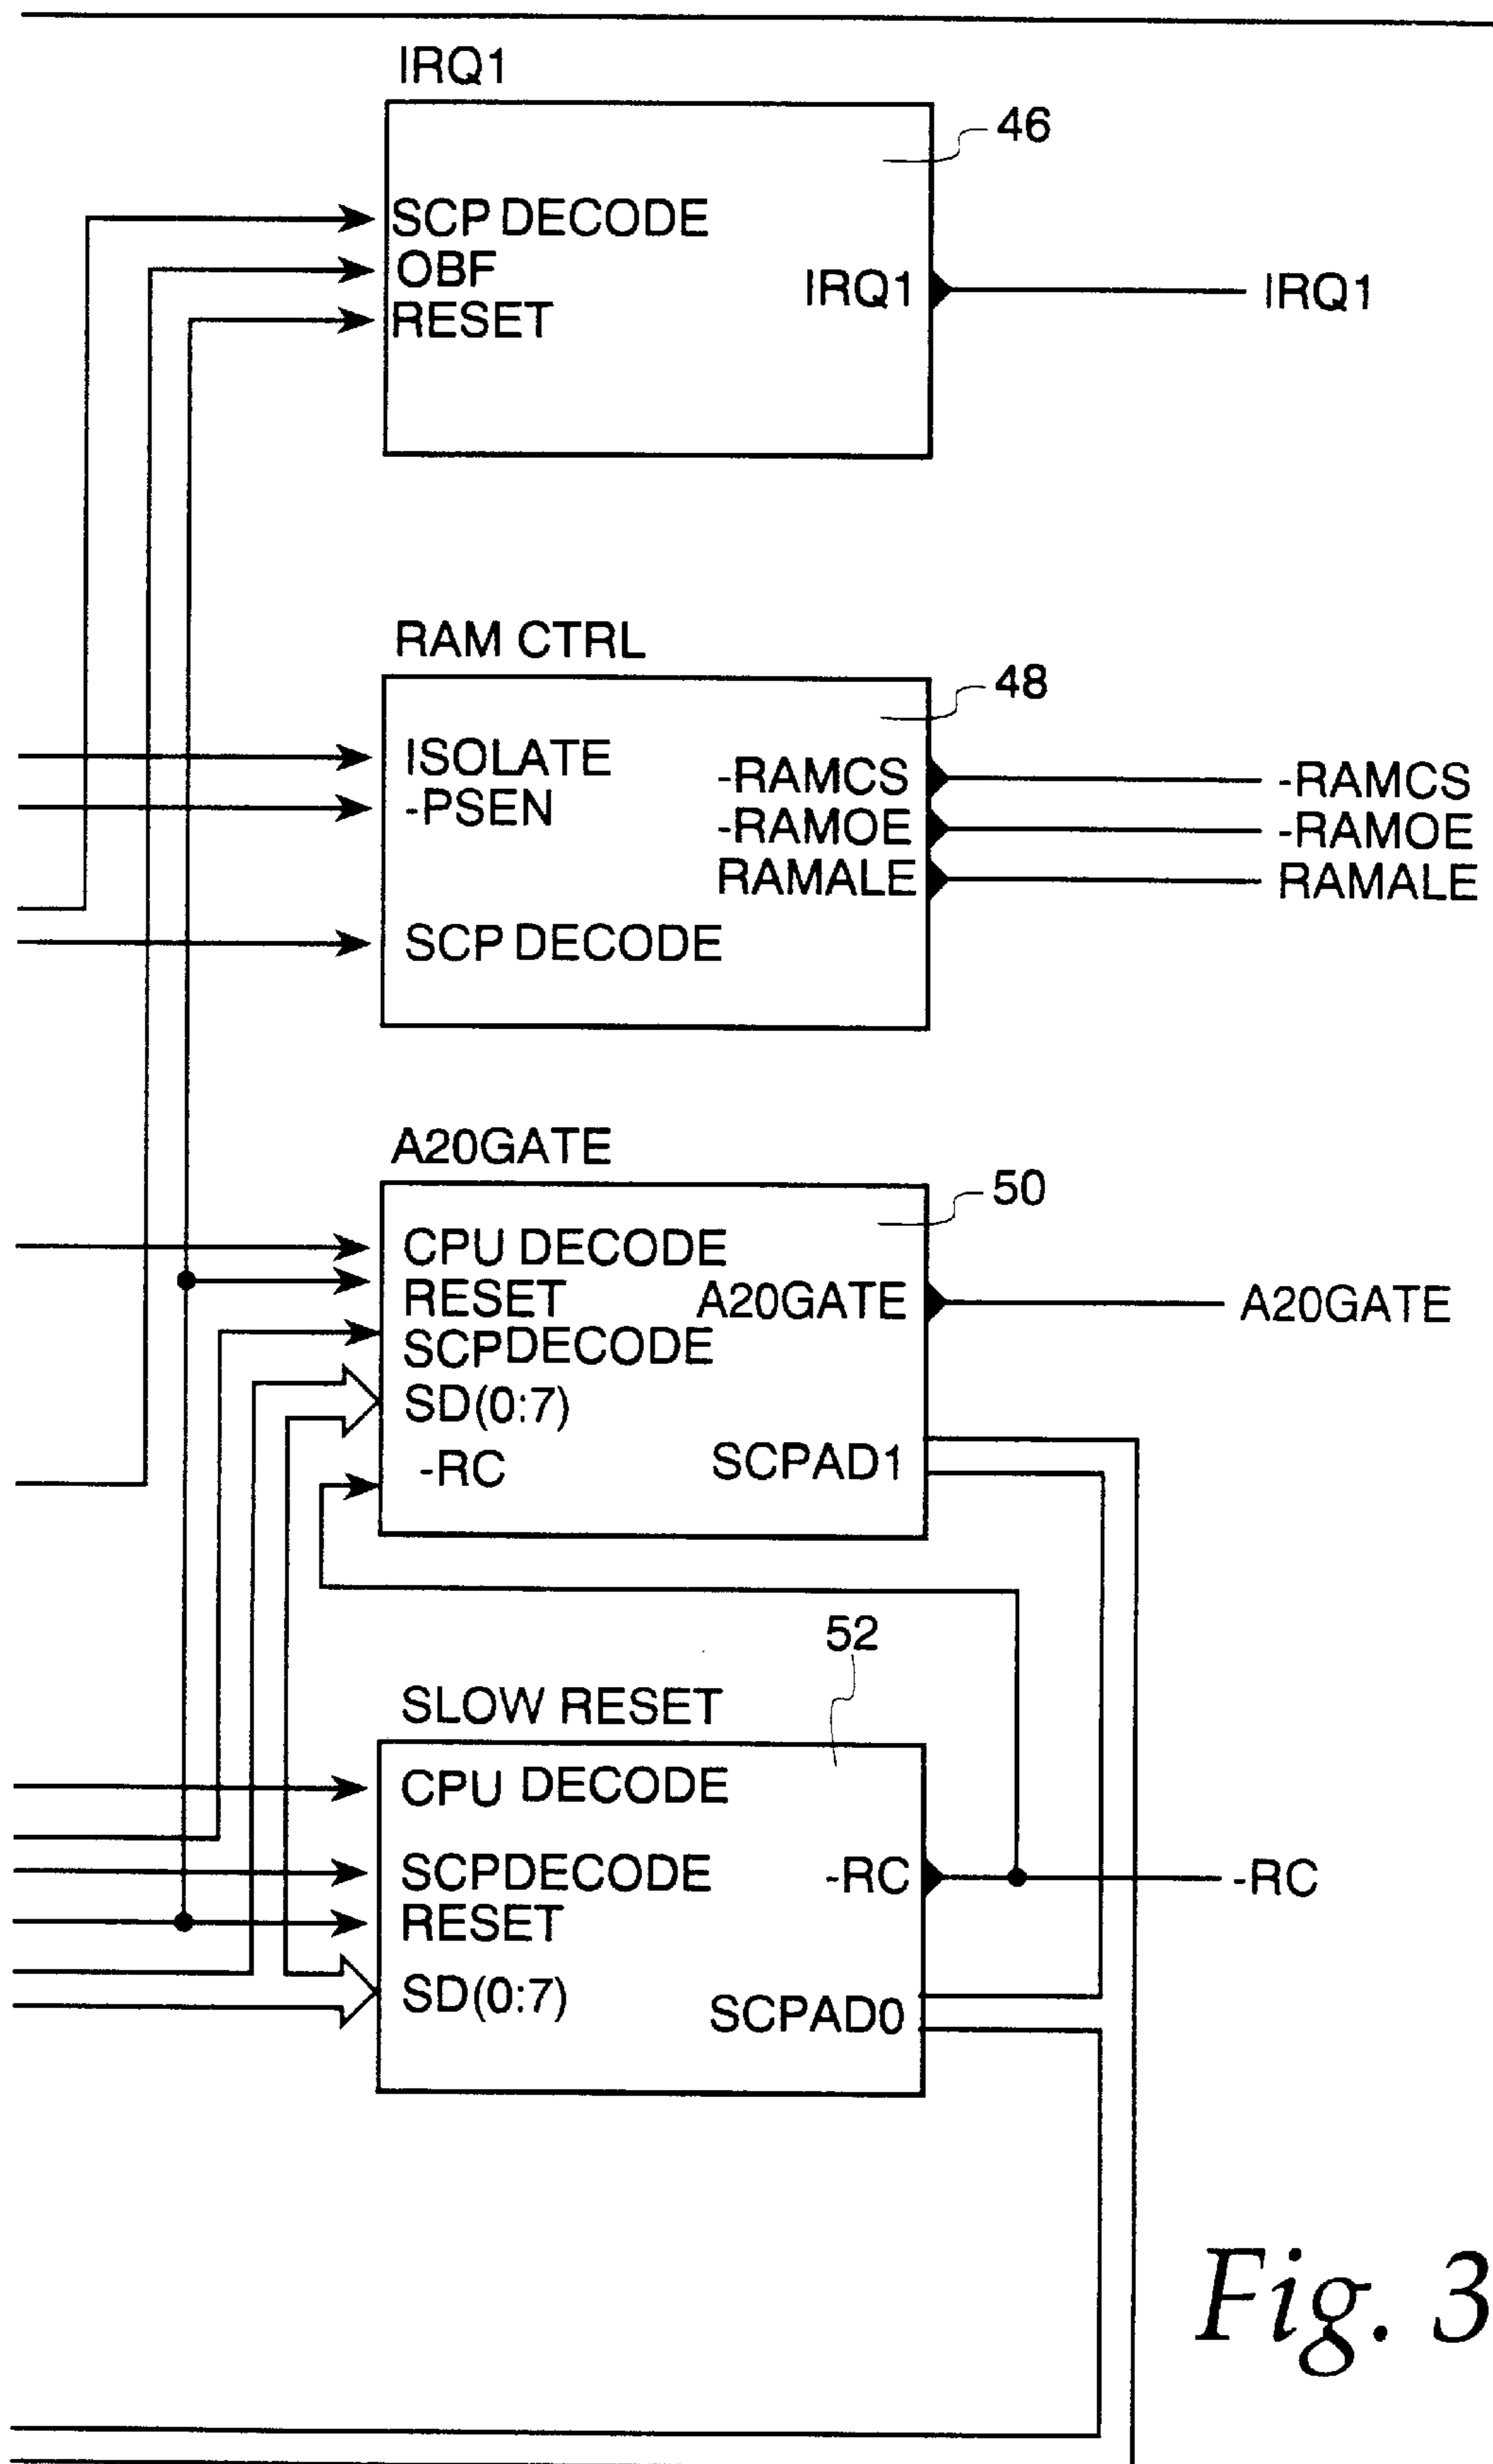 IRQ1
46
SCP DECODE
OBF
RESET
IRQ1
IRQ1
RAM CTRL
48
ISOLATE
-PSEN
-RAMCS
-RAMOE
RAMALE
-RAMCS
-RAMOE
RAMALE
SCP DECODE
A20GATE
50
CPU DECODE
RESET
A20GATE
A20GATE
SCPDECODE
SD(0:7)
-RC
SCPAD1
52
SLOW RESET
CPU DECODE
SCPDECODE
-RC
-RC
RESET
SD(0:7)
SCPAD0
Fig. 3